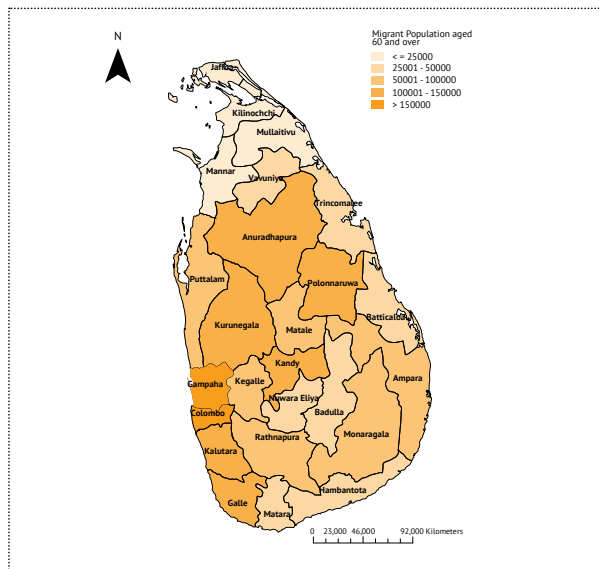 N
Migrant Population aged
60 and over
< = 25000
25001 - 50000
50001 - 100000
100001 - 150000
> 150000
Jaffna
Kilinochchi
Mullaitivu
Mannar
Vavuniya
Trincomalee
Anuradhapura
Puttalam
Polonnaruwa
Batticaloa
Kurunegala
Matale
Kandy
Ampara
Gampaha
Kegalle
Nuwara Eliya
Badulla
Colombo
Rathnapura
Monaragala
Kalutara
Hambantota
Galle
Matara
0 23,000 46,000 92,000 Kilometers